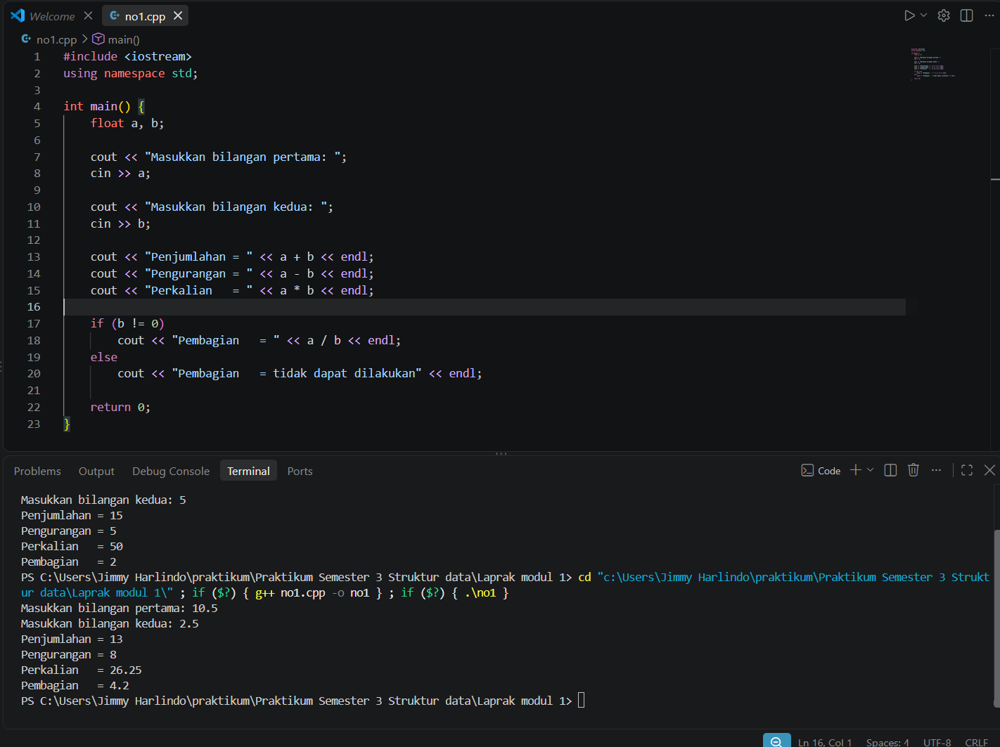 Welcome
no1.cpp
no1.cpp > main()
1 #include <iostream>
2 using namespace std;
3
4 int main() {
5     float a, b;
6
7     cout << "Masukkan bilangan pertama: ";
8     cin >> a;
9
10     cout << "Masukkan bilangan kedua: ";
11     cin >> b;
12
13     cout << "Penjumlahan = " << a + b << endl;
14     cout << "Pengurangan = " << a - b << endl;
15     cout << "Perkalian   = " << a * b << endl;
16
17     if (b != 0)
18         cout << "Pembagian   = " << a / b << endl;
19     else
20         cout << "Pembagian   = tidak dapat dilakukan" << endl;
21
22     return 0;
23 }
Problems Output Debug Console Terminal Ports Code
Masukkan bilangan kedua: 5
Penjumlahan = 15
Pengurangan = 5
Perkalian   = 50
Pembagian   = 2
PS C:\Users\Jimmy Harlindo\praktikum\Praktikum Semester 3 Struktur data\Laprak modul 1> cd "c:\Users\Jimmy Harlindo\praktikum\Praktikum Semester 3 Strukt
ur data\Laprak modul 1\" ; if ($?) { g++ no1.cpp -o no1 } ; if ($?) { .\no1 }
Masukkan bilangan pertama: 10.5
Masukkan bilangan kedua: 2.5
Penjumlahan = 13
Pengurangan = 8
Perkalian   = 26.25
Pembagian   = 4.2
PS C:\Users\Jimmy Harlindo\praktikum\Praktikum Semester 3 Struktur data\Laprak modul 1>
Ln 16, Col 1 Spaces: 4 UTF-8 CRLF